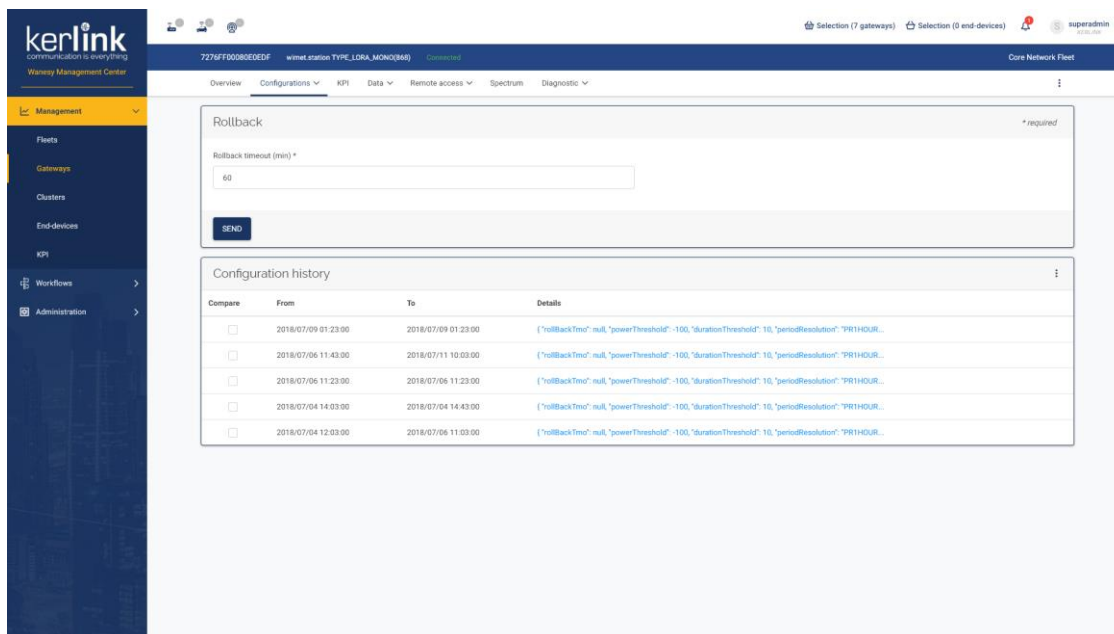 kerlink
communication is everything
Wanesy Management Center
Selection (7 gateways) Selection (0 end-devices) S superadmin
7276FF00080E0EDF wirnet.station TYPE_LORA_MONO(868) Connected Core Network Fleet
Overview Configurations KPI Data Remote access Spectrum Diagnostic
Management
Fleets
Gateways
Clusters
End-devices
KPI
Workflows
Administration
Rollback * required
Rollback timeout (min) *
60
SEND
Configuration history
Compare From To Details
2018/07/09 01:23:00 2018/07/09 01:23:00 { "rollBackTmo": null, "powerThreshold": -100, "durationThreshold": 10, "periodResolution": "PR1HOUR...
2018/07/06 11:43:00 2018/07/11 10:03:00 { "rollBackTmo": null, "powerThreshold": -100, "durationThreshold": 10, "periodResolution": "PR1HOUR...
2018/07/06 11:23:00 2018/07/06 11:23:00 { "rollBackTmo": null, "powerThreshold": -100, "durationThreshold": 10, "periodResolution": "PR1HOUR...
2018/07/04 14:03:00 2018/07/04 14:43:00 { "rollBackTmo": null, "powerThreshold": -100, "durationThreshold": 10, "periodResolution": "PR1HOUR...
2018/07/04 12:03:00 2018/07/06 11:03:00 { "rollBackTmo": null, "powerThreshold": -100, "durationThreshold": 10, "periodResolution": "PR1HOUR...